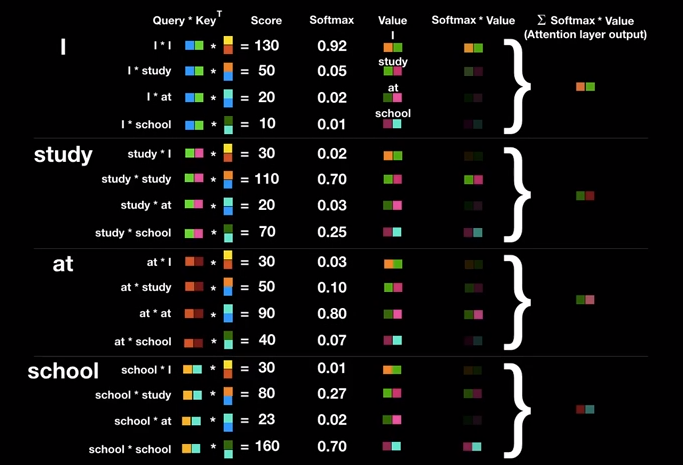 Query * Key^T Score Softmax Value Softmax * Value Σ Softmax * Value
(Attention layer output)
I
I * I * = 130 0.92 I
I * study * = 50 0.05 study
I * at * = 20 0.02 at
I * school * = 10 0.01 school
}
study
study * I * = 30 0.02
study * study * = 110 0.70
study * at * = 20 0.03
study * school * = 70 0.25
}
at
at * I * = 30 0.03
at * study * = 50 0.10
at * at * = 90 0.80
at * school * = 40 0.07
}
school
school * I * = 30 0.01
school * study * = 80 0.27
school * at * = 23 0.02
school * school * = 160 0.70
}